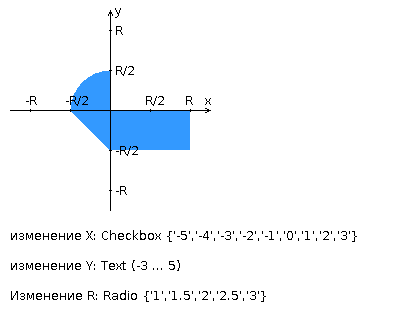 y
R
R/2
-R
-R/2
R/2
R
x
-R/2
-R
изменение X: Checkbox {'-5','-4','-3','-2','-1','0','1','2','3'}
изменение Y: Text (-3 ... 5)
Изменение R: Radio {'1','1.5','2','2.5','3'}